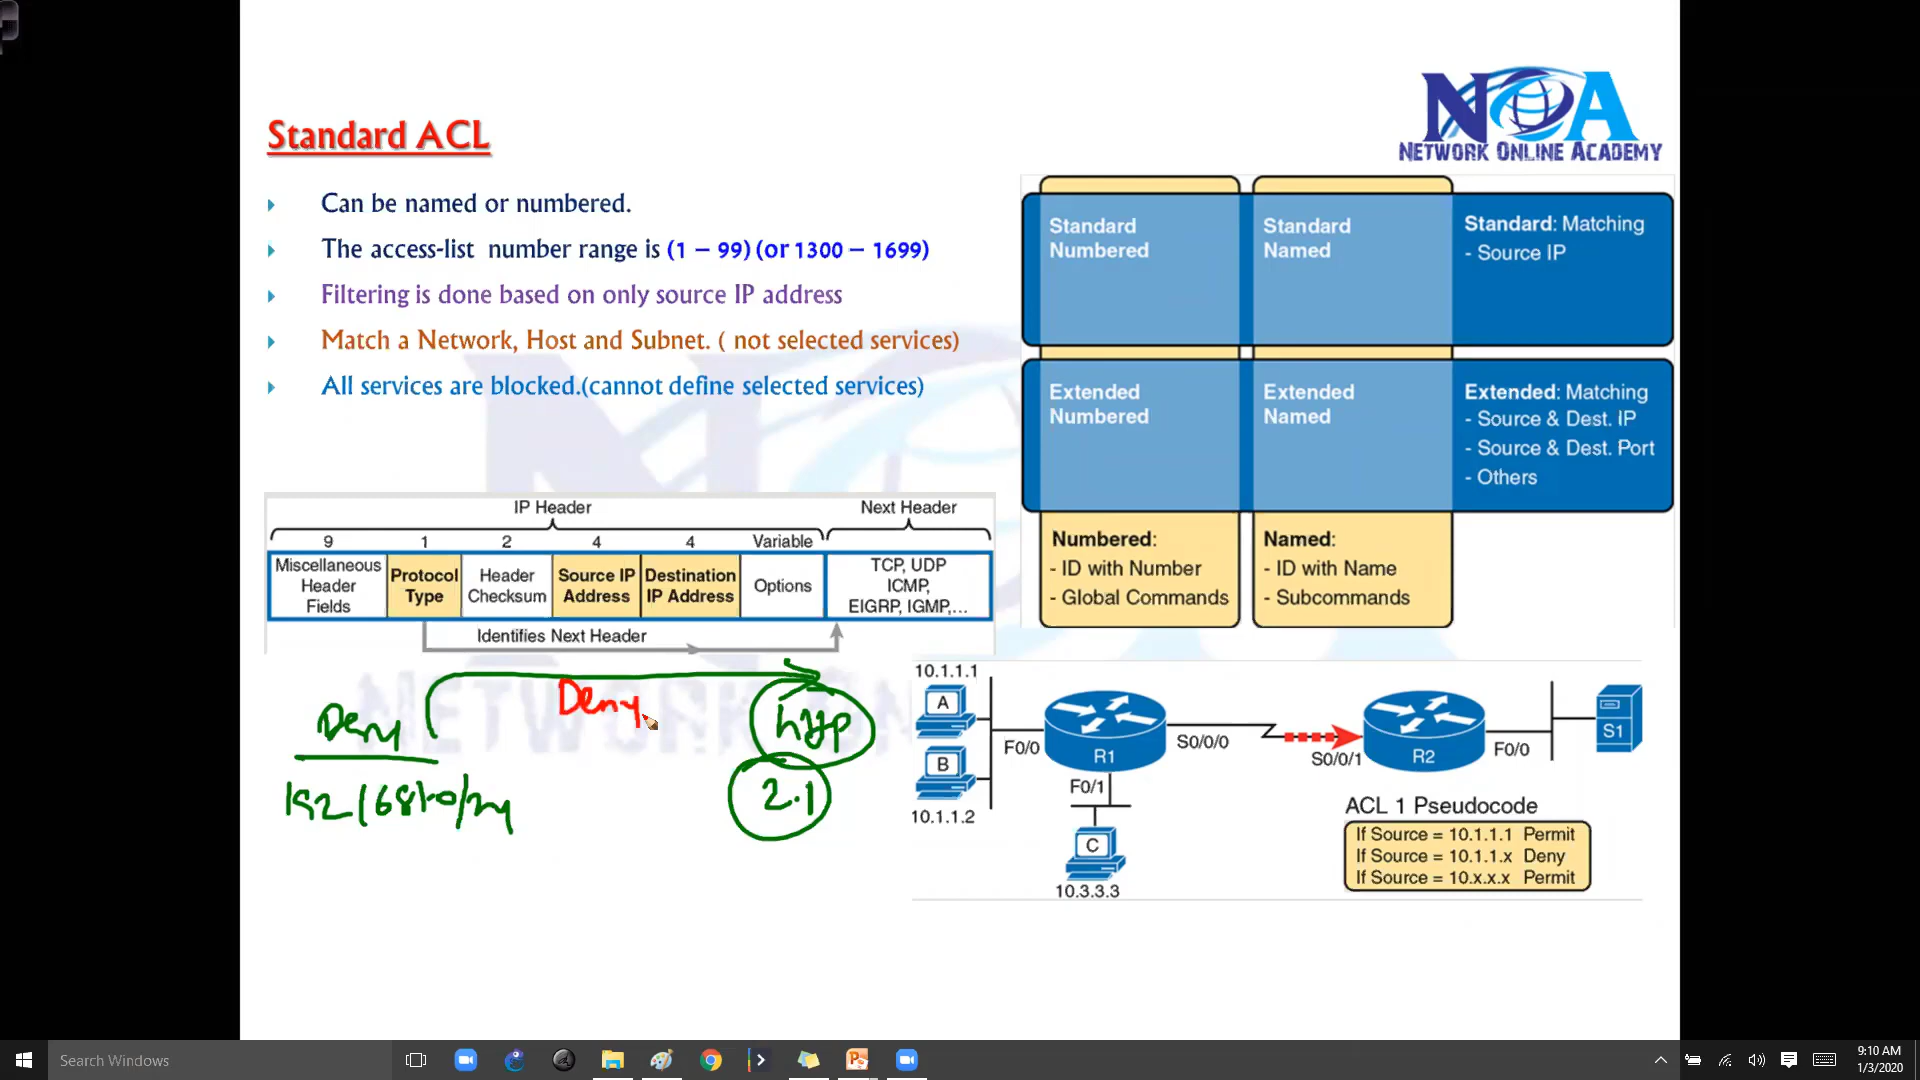 NOA
NETWORK ONLINE ACADEMY
Standard ACL
Can be named or numbered.
The access-list number range is (1 – 99) (or 1300 – 1699)
Filtering is done based on only source IP address
Match a Network, Host and Subnet. ( not selected services)
All services are blocked.(cannot define selected services)
Standard Numbered
Standard Named
Standard: Matching
- Source IP
Extended Numbered
Extended Named
Extended: Matching
- Source & Dest. IP
- Source & Dest. Port
- Others
Numbered:
- ID with Number
- Global Commands
Named:
- ID with Name
- Subcommands
IP Header
Next Header
9 1 2 4 4 Variable
Miscellaneous Header Fields
Protocol Type
Header Checksum
Source IP Address
Destination IP Address
Options
TCP, UDP
ICMP,
EIGRP, IGMP,...
Identifies Next Header
Deny
Deny
2.1
10.1.1.1
A
B
10.1.1.2
F0/0
R1
S0/0/0
F0/1
C
10.3.3.3
S0/0/1
R2
F0/0
S1
ACL 1 Pseudocode
If Source = 10.1.1.1 Permit
If Source = 10.1.1.x Deny
If Source = 10.x.x.x Permit
Search Windows
9:10 AM
1/3/2020